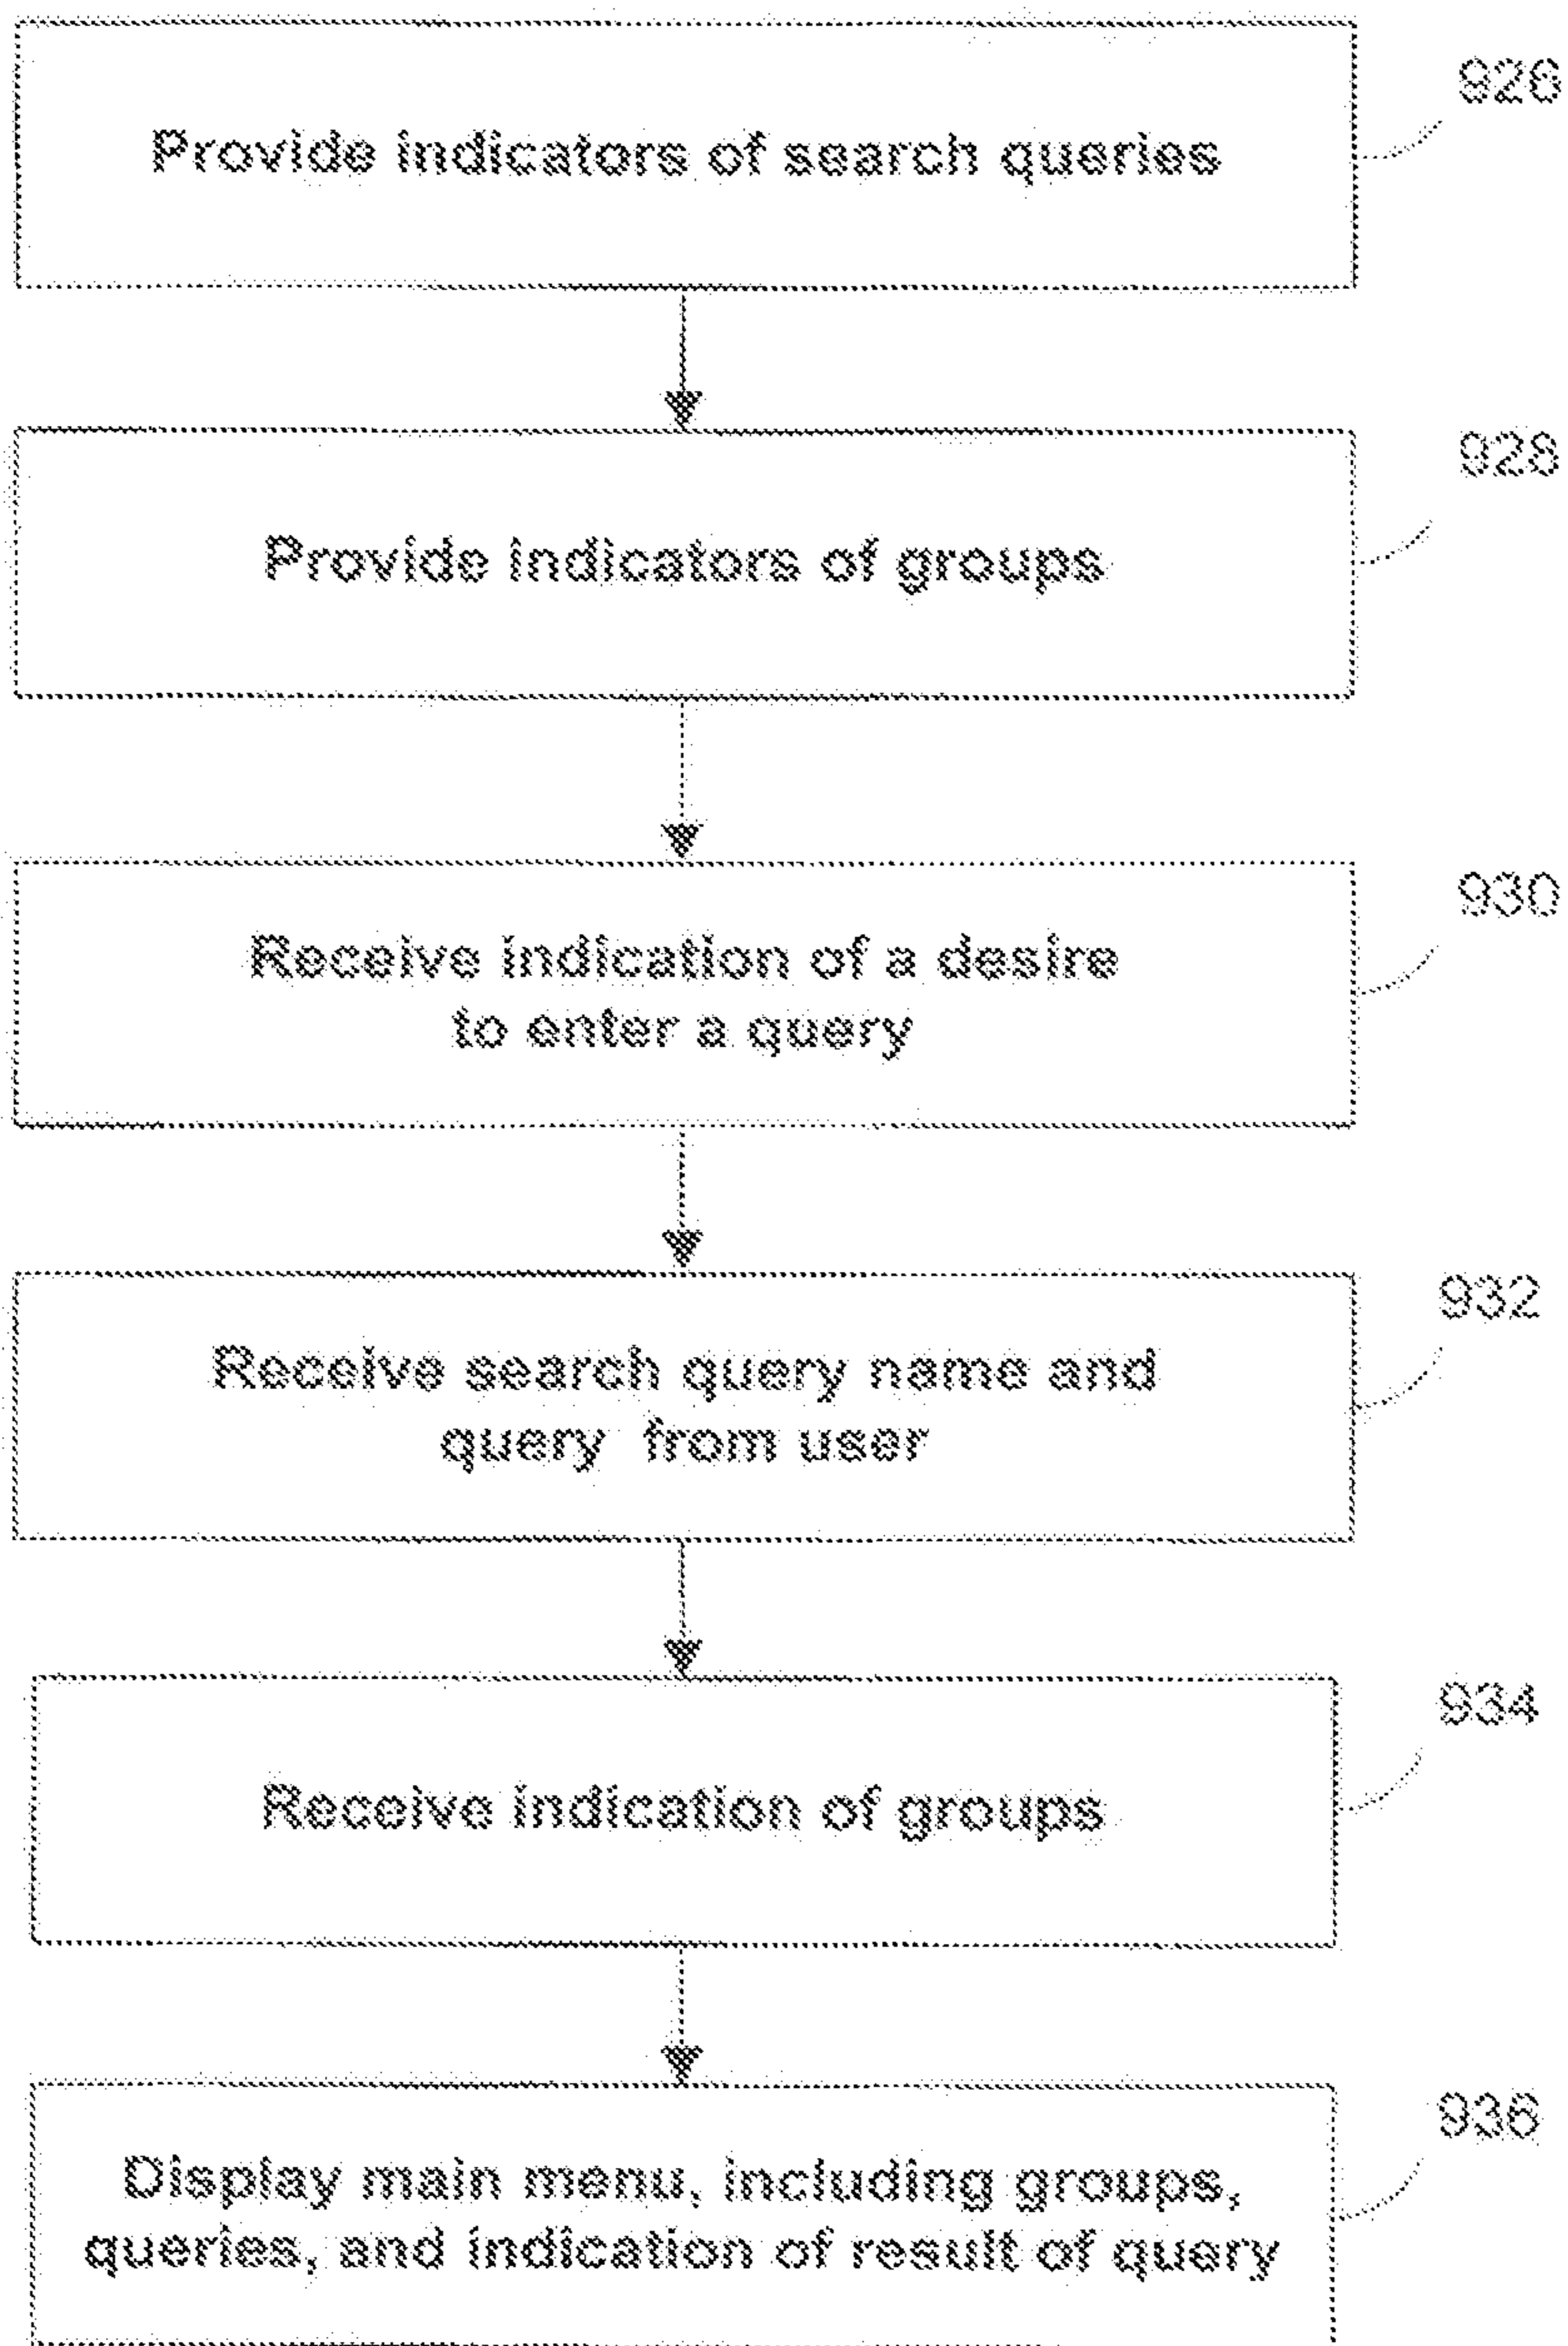 926
Provide indicators of search queries
928
Provide indicators of groups
930
Receive indication of a desire
to enter a query
932
Receive search query name and
query from user
934
Receive indication of groups
936
Display main menu, including groups,
queries, and indication of result of query